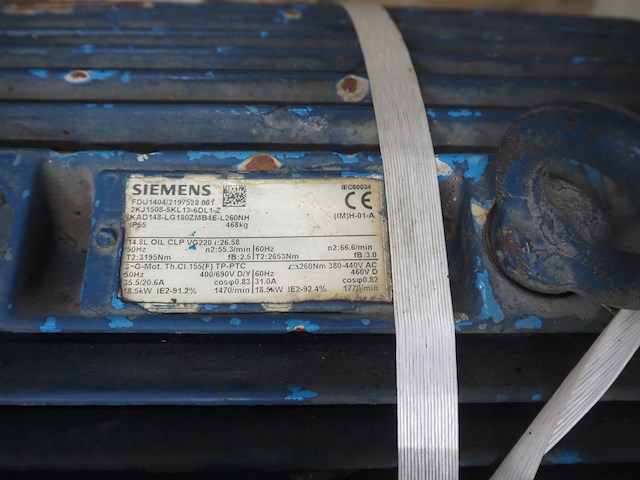 SIEMENS
IEC60034
FDU1404/2197528 001
2KJ1508-5KL13-6DL1-Z
CE
KAD148-LG180ZMB4E-L260NH
(IM)H-01-A
IP55 468kg
14.8L OIL CLP VG220 i:26.58
50Hz n2:55.3/min 60Hz n2:66.6/min
T2:3195Nm fB:2.5 T2:2653Nm fB:3.0
3~G-Mot. Th.Cl.155(F) TP-PTC 260Nm 380-440V AC
50Hz 400/690V D/Y 60Hz 460V D
35.5/20.6A cosφ0.83 31.0A cosφ0.82
18.5kW IE2-91.2% 1470/min 18.5kW IE2-92.4% 1770/min